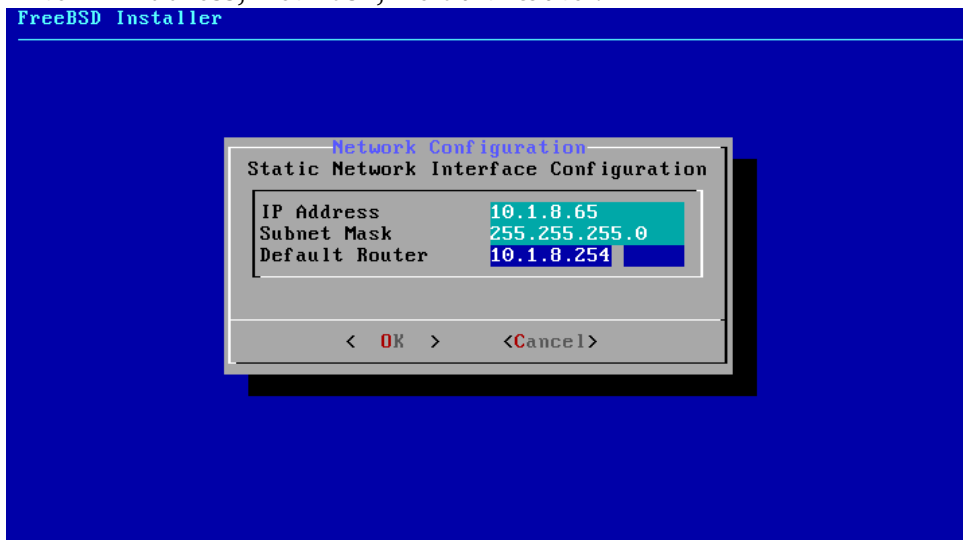 FreeBSD Installer
Network Configuration
Static Network Interface Configuration
IP Address 10.1.8.65
Subnet Mask 255.255.255.0
Default Router 10.1.8.254
< OK > <Cancel>